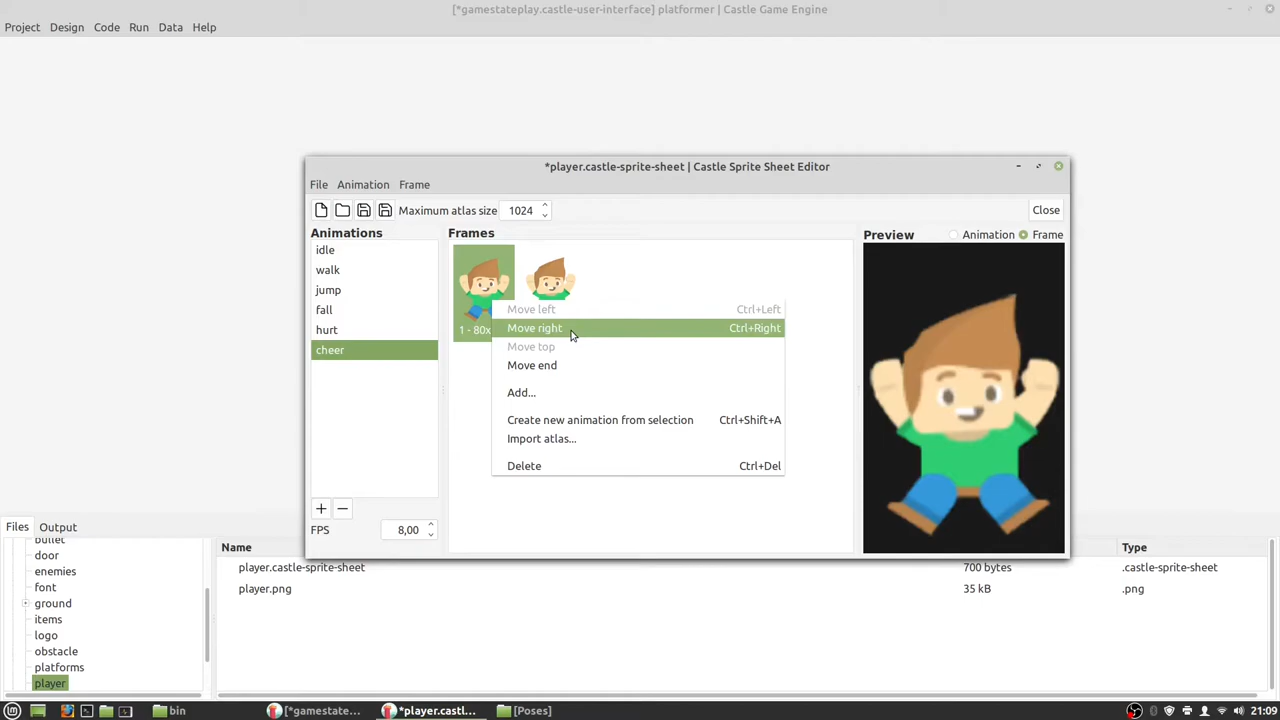 [*gamestateplay.castle-user-interface] platformer | Castle Game Engine
Project Design Code Run Data Help
*player.castle-sprite-sheet | Castle Sprite Sheet Editor
File Animation Frame
Maximum atlas size 1024 Close
Animations Frames Preview Animation Frame
idle
walk
jump
fall
hurt
cheer
1 - 80x
Move left Ctrl+Left
Move right Ctrl+Right
Move top
Move end
Add...
Create new animation from selection Ctrl+Shift+A
Import atlas...
Delete Ctrl+Del
+ −
FPS 8,00
Files Output
bullet
door
enemies
font
ground
items
logo
obstacle
platforms
player
Name Type
player.castle-sprite-sheet 700 bytes .castle-sprite-sheet
player.png 35 kB .png
bin [*gamestate... *player.castl... [Poses] 21:09